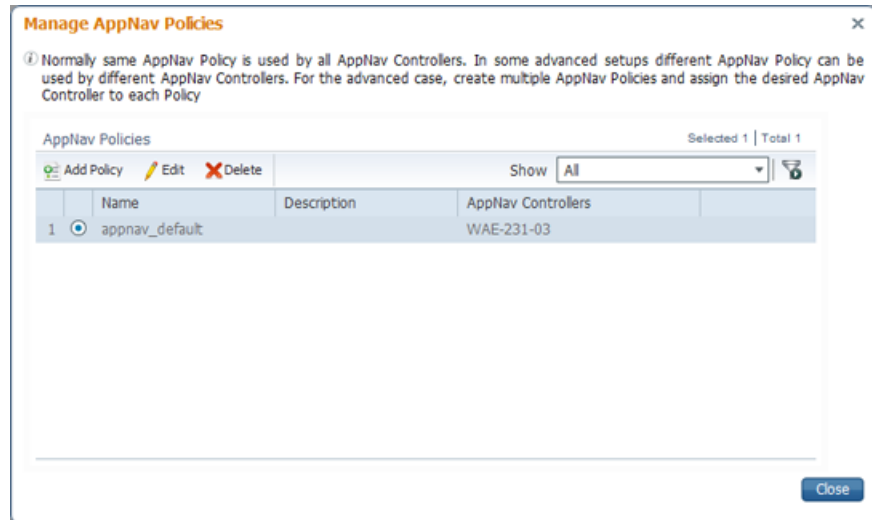 Manage AppNav Policies
Normally same AppNav Policy is used by all AppNav Controllers. In some advanced setups different AppNav Policy can be
used by different AppNav Controllers. For the advanced case, create multiple AppNav Policies and assign the desired AppNav
Controller to each Policy
AppNav Policies Selected 1 | Total 1
Add Policy Edit Delete Show All
Name Description AppNav Controllers
1 appnav_default WAE-231-03
Close